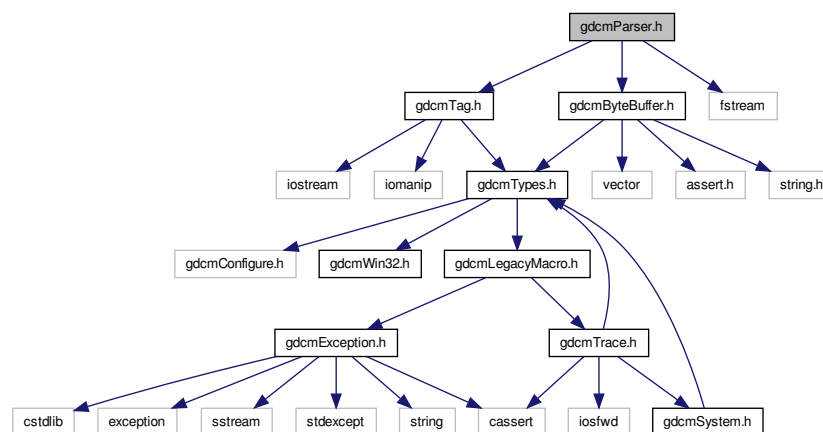 gdcmParser.h
gdcmTag.h
gdcmByteBuffer.h
fstream
iostream
iomanip
gdcmTypes.h
vector
assert.h
string.h
gdcmConfigure.h
gdcmWin32.h
gdcmLegacyMacro.h
gdcmException.h
gdcmTrace.h
cstdlib
exception
sstream
stdexcept
string
cassert
iosfwd
gdcmSystem.h